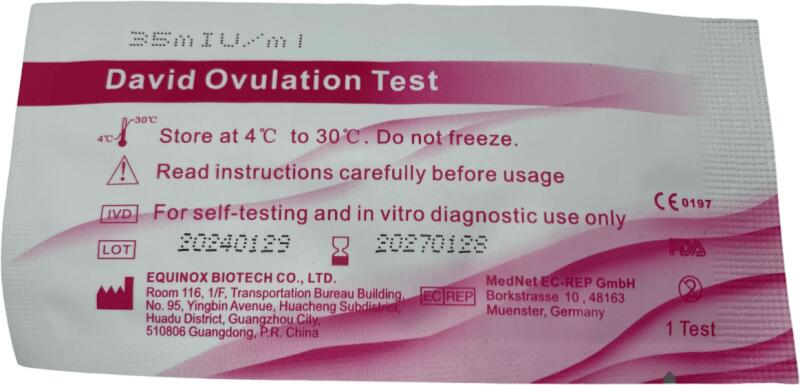 35mIU/ml
David Ovulation Test
30℃
4℃
Store at 4℃ to 30℃. Do not freeze.
Read instructions carefully before usage
IVD For self-testing and in vitro diagnostic use only
CE 0197
LOT 20240129 20270128
FDA
EQUINOX BIOTECH CO., LTD.
Room 116, 1/F, Transportation Bureau Building,
No. 95, Yingbin Avenue, Huacheng Subdistrict,
Huadu District, Guangzhou City,
510806 Guangdong, P.R. China
EC REP
MedNet EC-REP GmbH
Borkstrasse 10, 48163
Muenster, Germany
2
1 Test